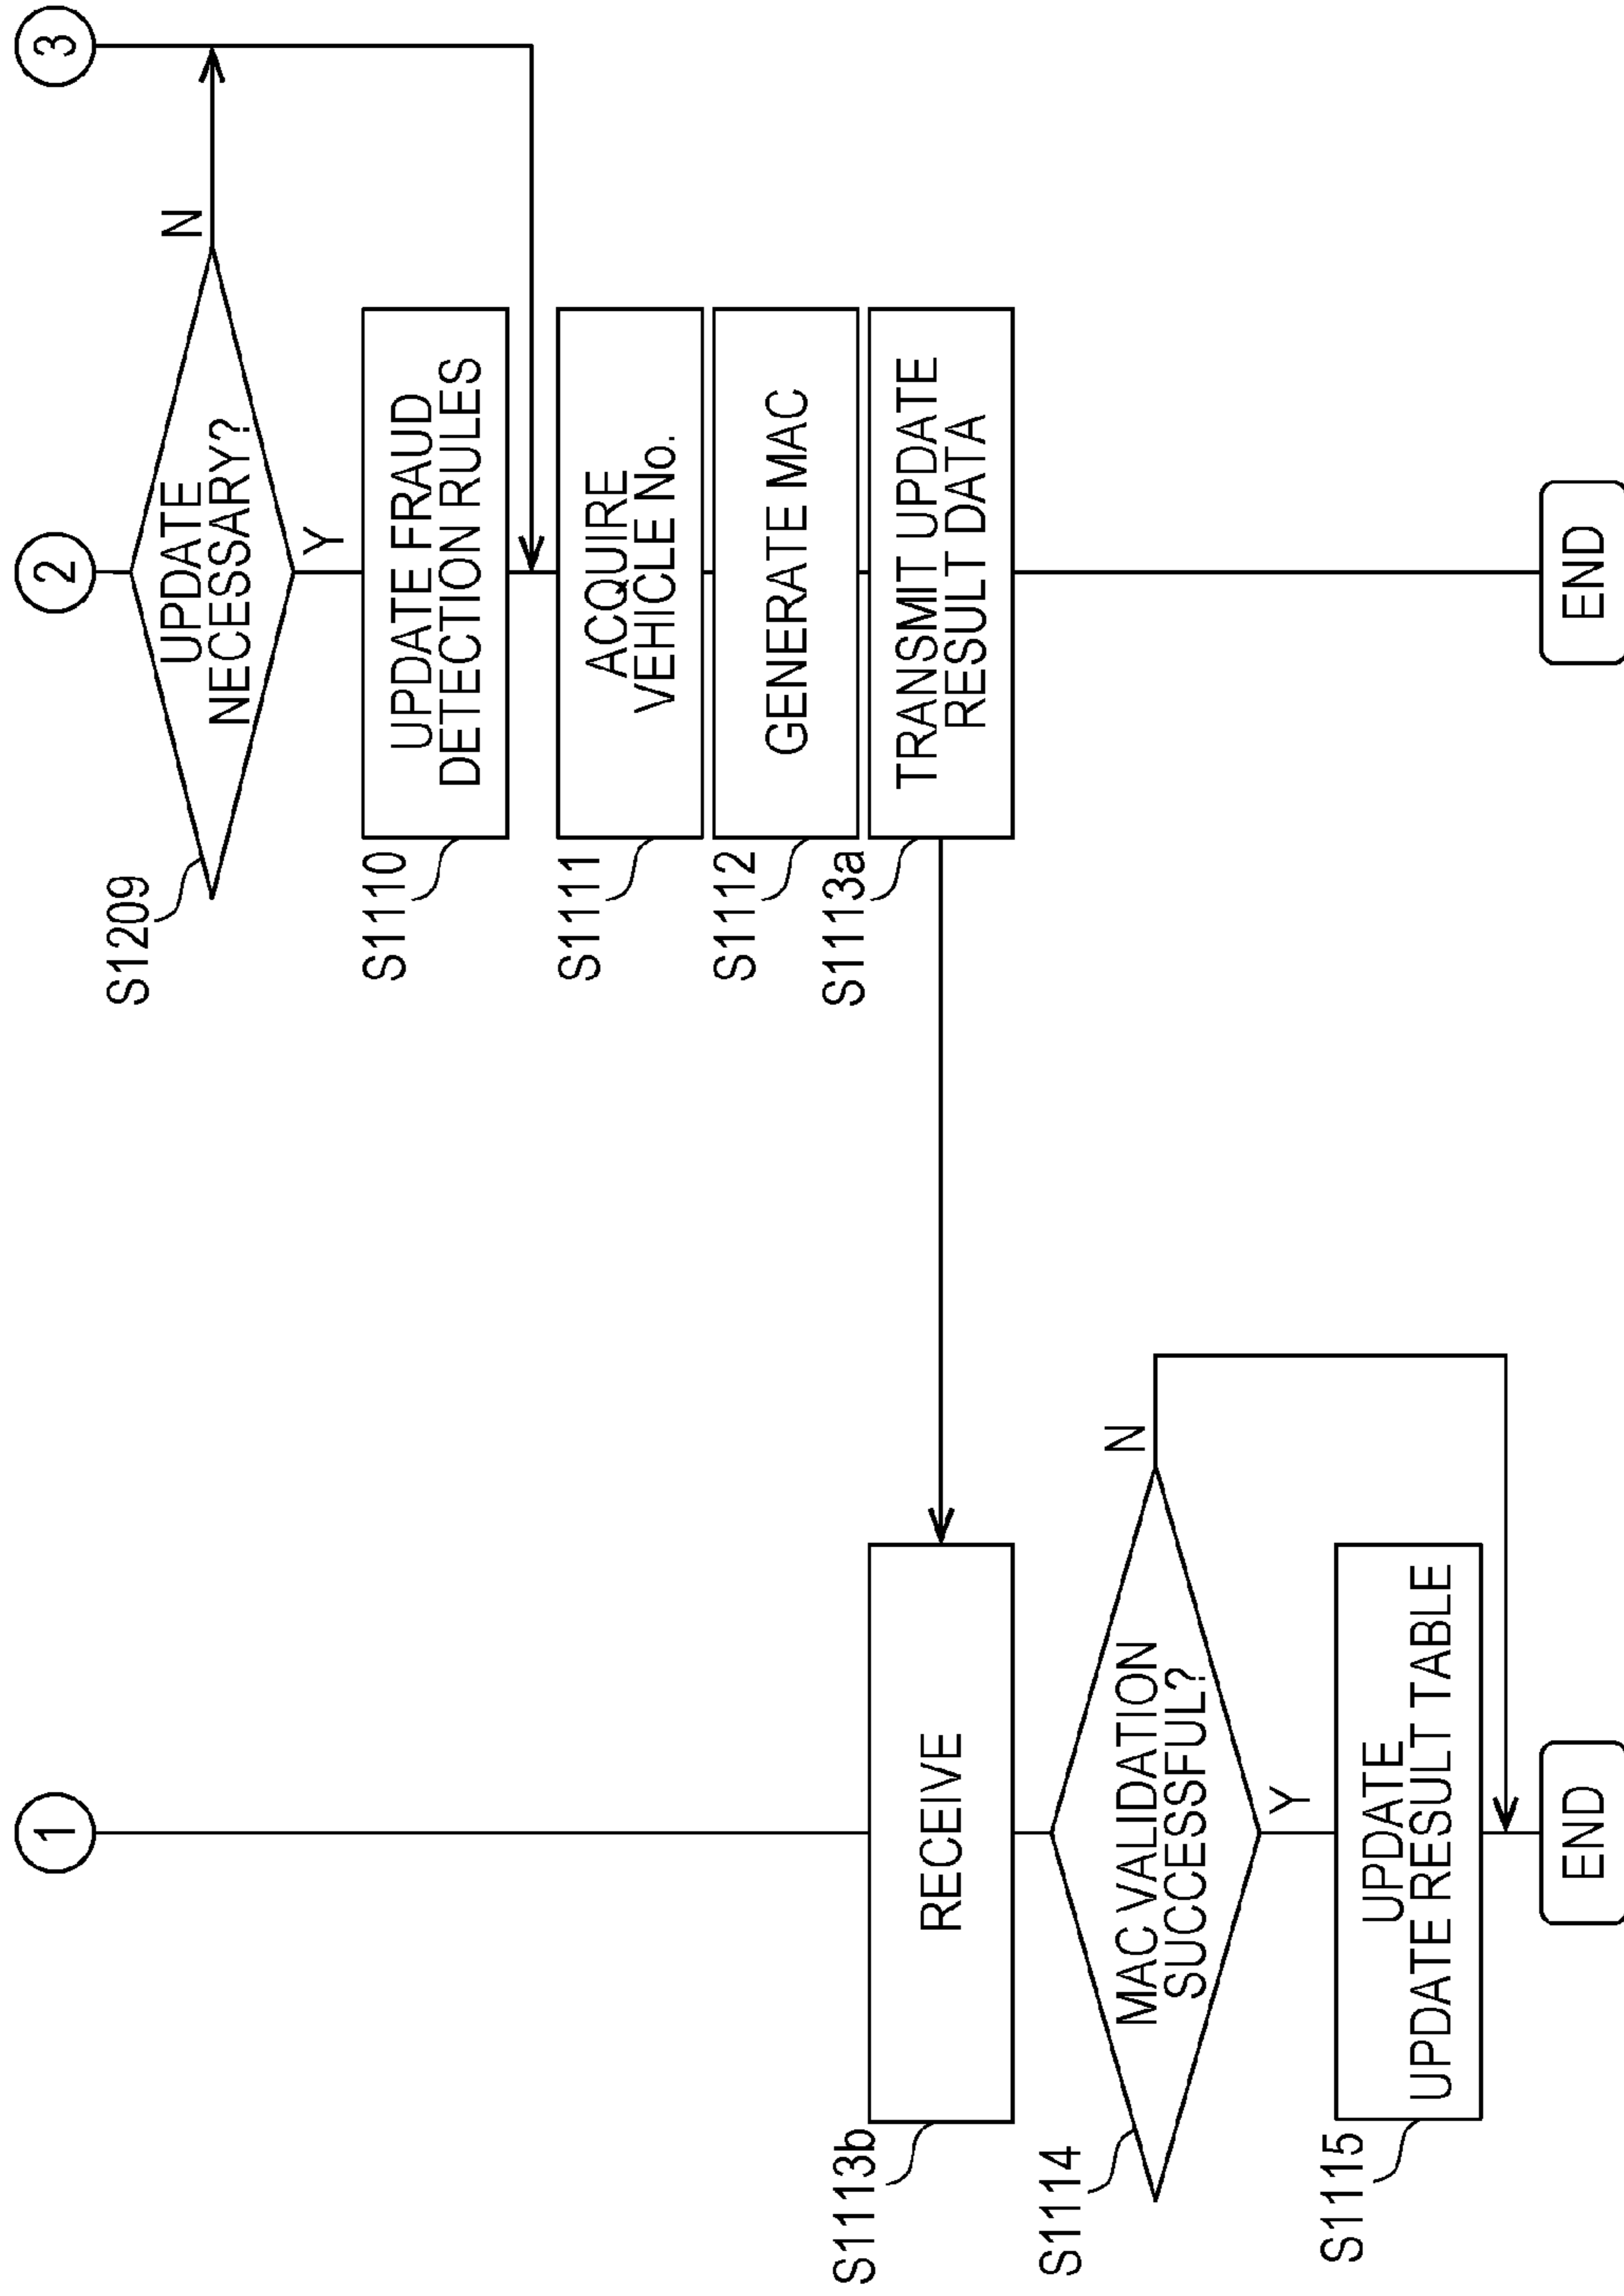 1
S1113b
RECEIVE
S1114
MAC VALIDATION
SUCCESSFUL?
N
Y
S1115
UPDATE
UPDATE RESULT TABLE
END
2
3
S1209
UPDATE
NECESSARY?
N
Y
S1110
UPDATE FRAUD
DETECTION RULES
S1111
ACQUIRE
VEHICLE No.
S1112
GENERATE MAC
S1113a
TRANSMIT UPDATE
RESULT DATA
END